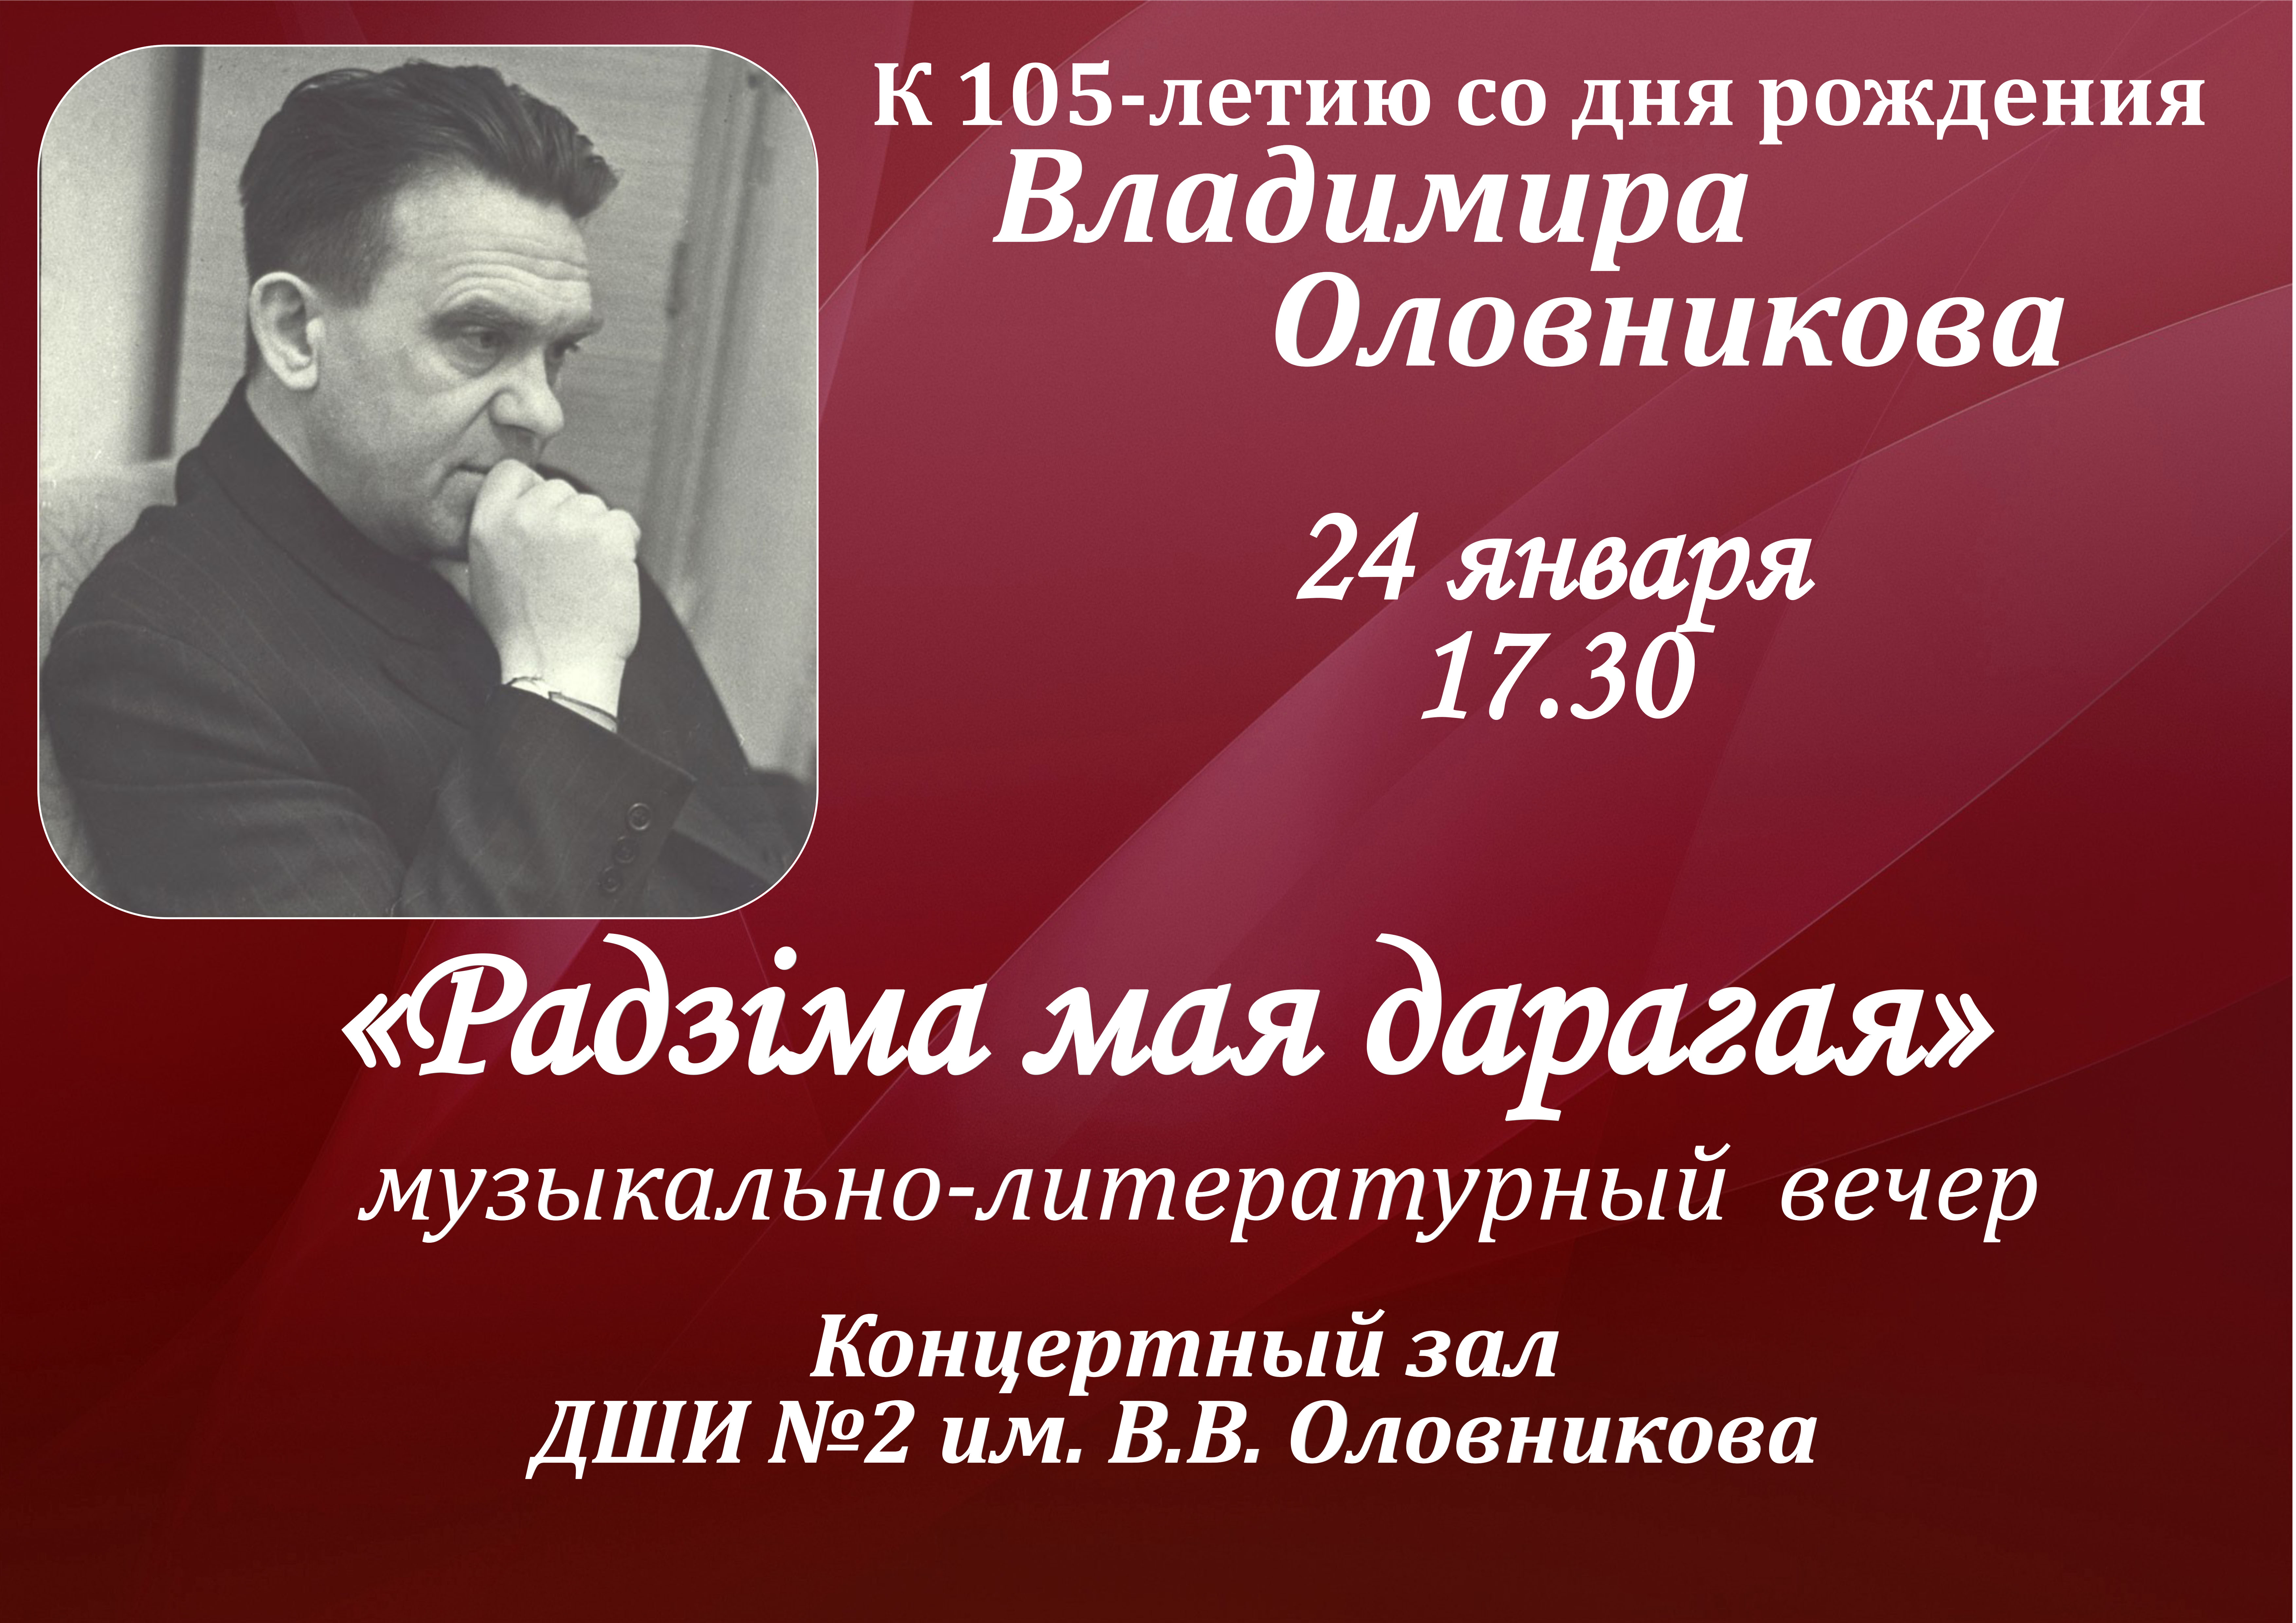 К 105-летию со дня рождения
Владимира
Оловникова
24 января
17.30
«Радзіма мая дарагая»
музыкально-литературный вечер
Концертный зал
ДШИ №2 им. В.В. Оловникова